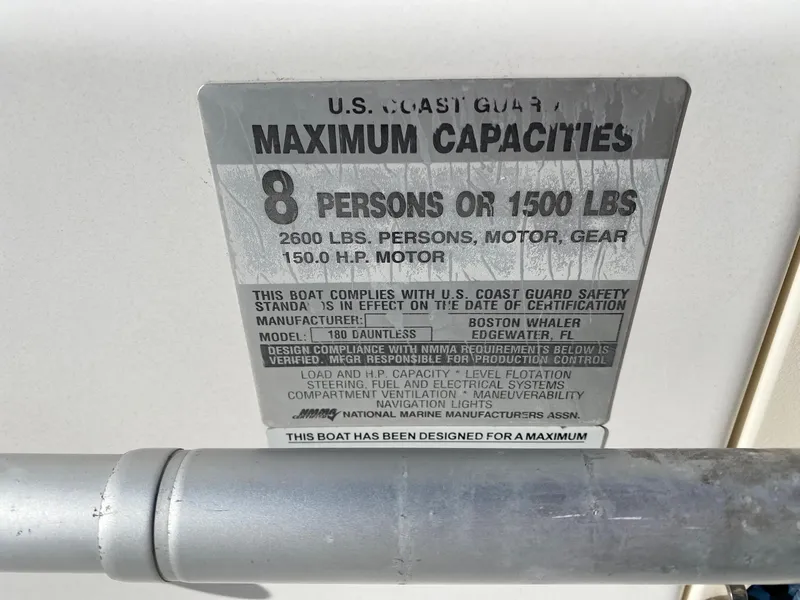 U.S. COAST GUARD
MAXIMUM CAPACITIES
8 PERSONS OR 1500 LBS
2600 LBS. PERSONS, MOTOR, GEAR
150.0 H.P. MOTOR
THIS BOAT COMPLIES WITH U.S. COAST GUARD SAFETY
STANDARDS IN EFFECT ON THE DATE OF CERTIFICATION
MANUFACTURER: BOSTON WHALER
MODEL: 180 DAUNTLESS EDGEWATER, FL
DESIGN COMPLIANCE WITH NMMA REQUIREMENTS BELOW IS
VERIFIED. MFGR RESPONSIBLE FOR PRODUCTION CONTROL
LOAD AND H.P. CAPACITY * LEVEL FLOTATION
STEERING, FUEL AND ELECTRICAL SYSTEMS
COMPARTMENT VENTILATION * MANEUVERABILITY
NAVIGATION LIGHTS
NMMA NATIONAL MARINE MANUFACTURERS ASSN.
THIS BOAT HAS BEEN DESIGNED FOR A MAXIMUM